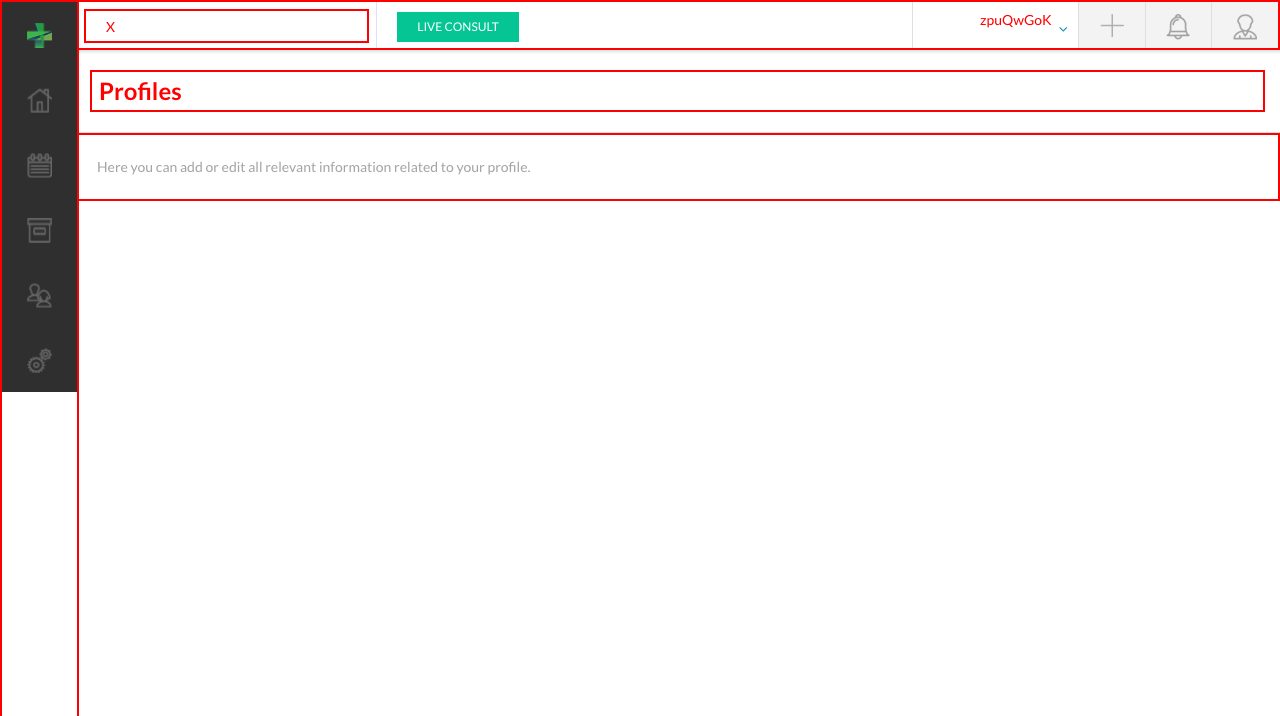 X
LIVE CONSULT
zpuQwGoK
Profiles
Here you can add or edit all relevant information related to your profile.